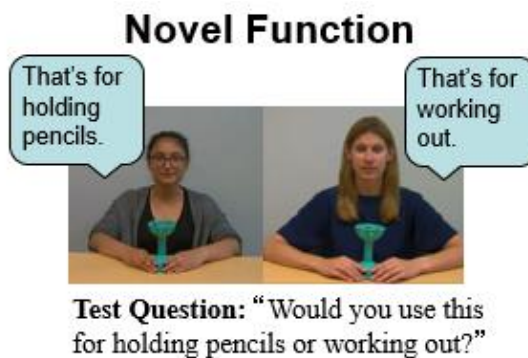 Novel Function
That's for
holding
pencils.
That's for
working
out.
Test Question: “Would you use this
for holding pencils or working out?”